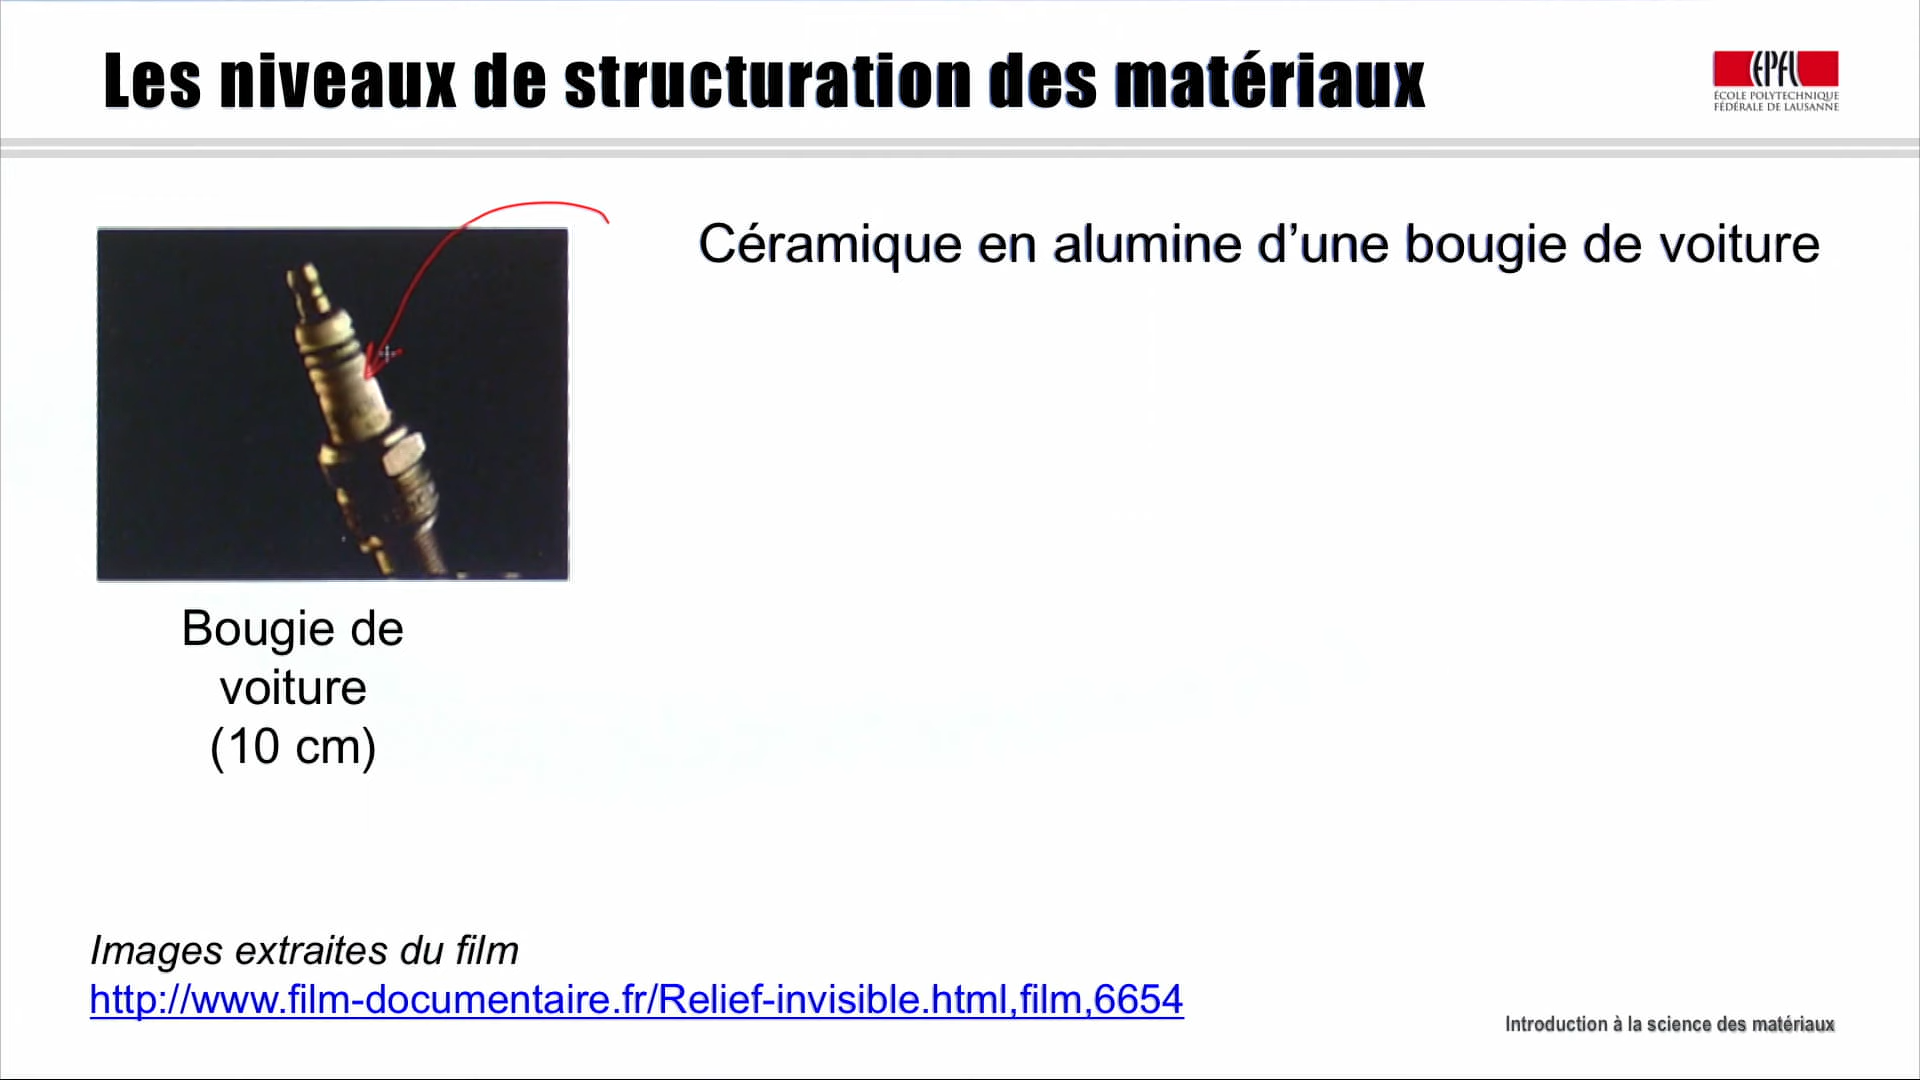 Les niveaux de structuration des matériaux
EPFL
ÉCOLE POLYTECHNIQUE
FÉDÉRALE DE LAUSANNE
Céramique en alumine d’une bougie de voiture
Bougie de
voiture
(10 cm)
Images extraites du film
http://www.film-documentaire.fr/Relief-invisible.html,film,6654
Introduction à la science des matériaux